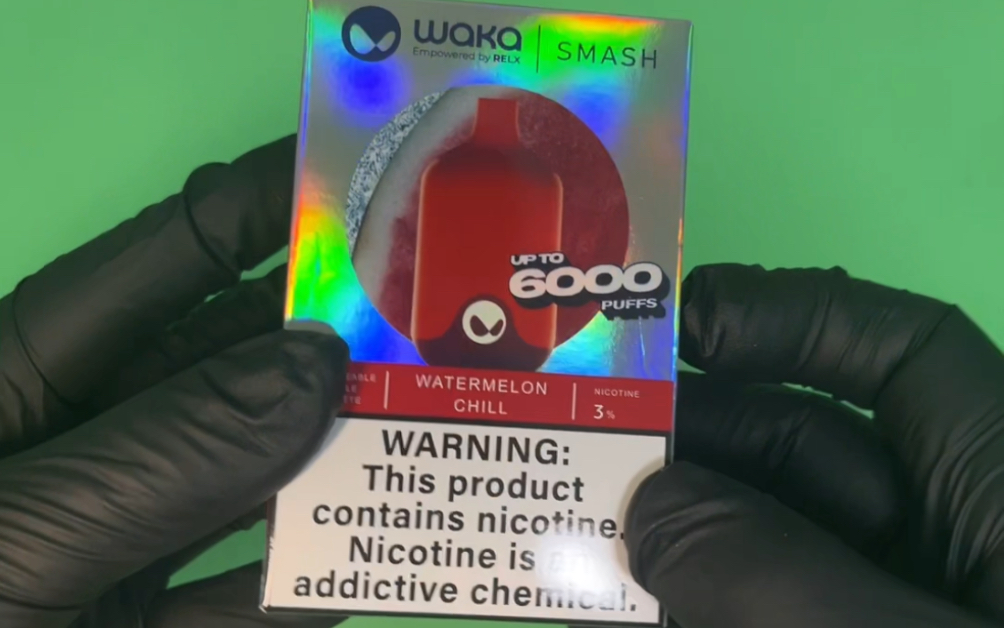 waka
Empowered by RELX
SMASH
UP TO
6000
PUFFS
WATERMELON
CHILL
NICOTINE
3%
WARNING:
This product
contains nicotine.
Nicotine is an
addictive chemical.